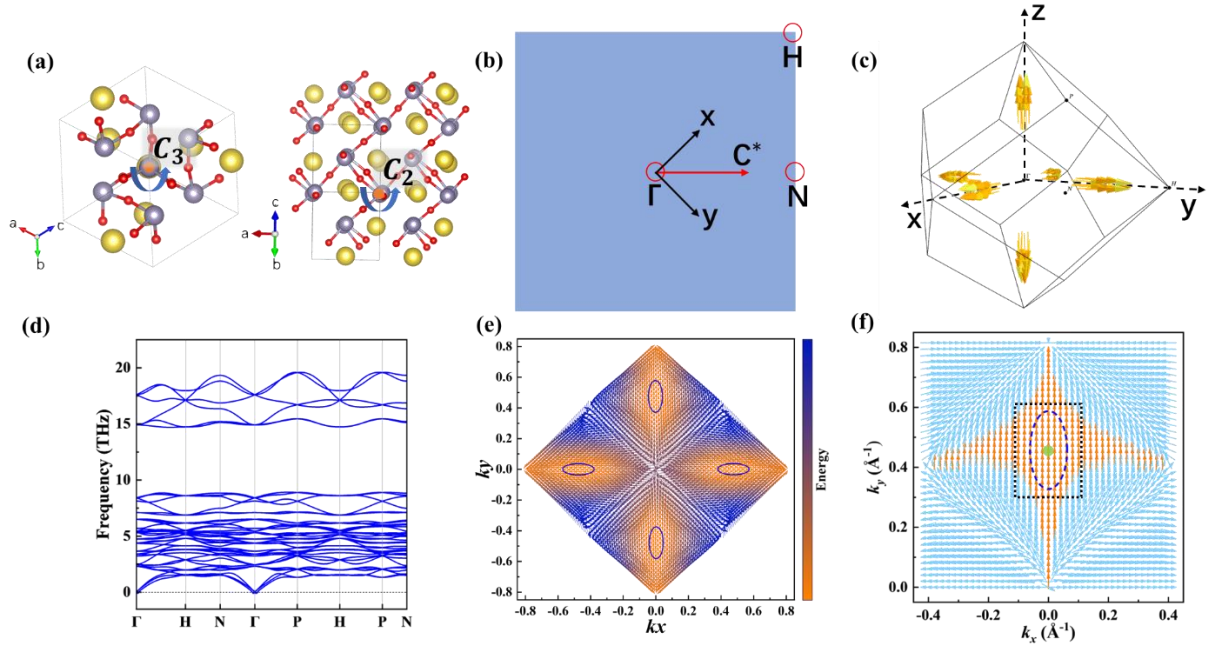 (a)
C₃
a
c
b
C₂
c
a
b
(b)
H
x
C*
Γ
N
y
(c)
z
P
Γ
N
H
x
y
(d)
Frequency (THz)
20
15
10
5
0
Γ H N Γ P H P N
(e)
ky
0.8
0.6
0.4
0.2
0.0
-0.2
-0.4
-0.6
-0.8
-0.8 -0.6 -0.4 -0.2 0.0 0.2 0.4 0.6 0.8
kx
Energy
(f)
k_y (Å⁻¹)
0.8
0.6
0.4
0.2
0.0
-0.4 -0.2 0.0 0.2 0.4
k_x (Å⁻¹)